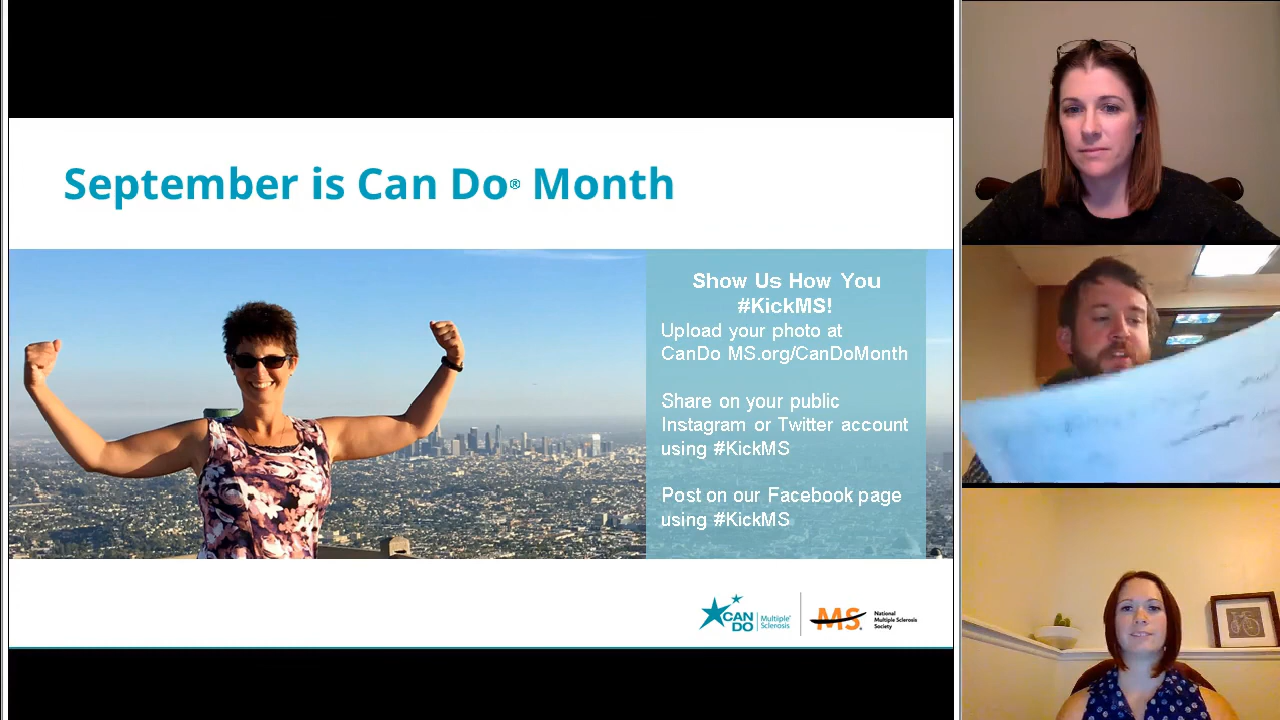 September is Can Do® Month
Show Us How You
#KickMS!
Upload your photo at
CanDo MS.org/CanDoMonth
Share on your public
Instagram or Twitter account
using #KickMS
Post on our Facebook page
using #KickMS
CAN
DO
Multiple®
Sclerosis
MS.
National
Multiple Sclerosis
Society